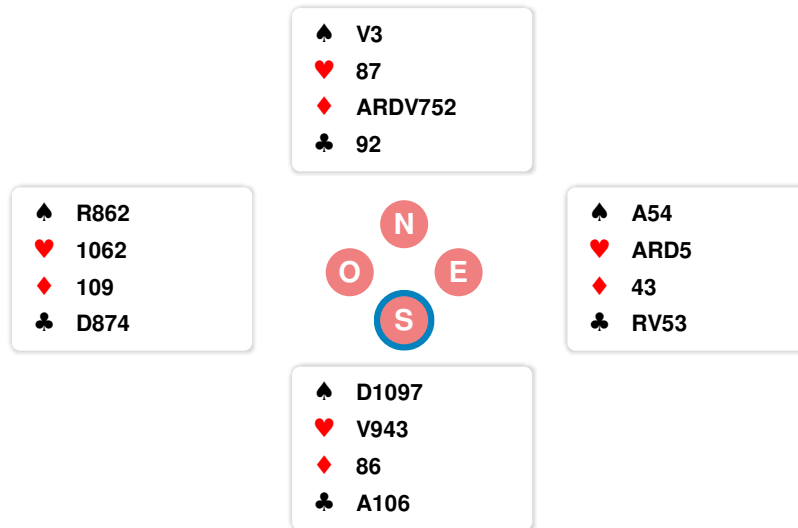 ♠ V3
♥ 87
♦ ARDV752
♣ 92
♠ R862
♥ 1062
♦ 109
♣ D874
N
O
E
S
♠ A54
♥ ARD5
♦ 43
♣ RV53
♠ D1097
♥ V943
♦ 86
♣ A106